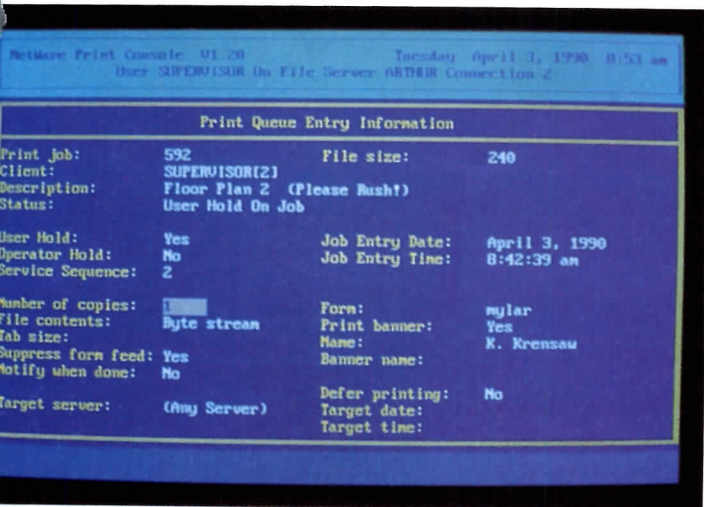 NetWare Print Console V1.20 Tuesday April 3, 1990 8:53 am
User SUPERVISOR On File Server ARTHUR Connection 2
Print Queue Entry Information
Print job: 592 File size: 240
Client: SUPERVISOR[2]
Description: Floor Plan 2 (Please Rush!)
Status: User Hold On Job
User Hold: Yes Job Entry Date: April 3, 1990
Operator Hold: No Job Entry Time: 8:42:39 am
Service Sequence: 2
Number of copies: 1 Form: mylar
File contents: Byte stream Print banner: Yes
Tab size: Name: K. Krensaw
Suppress form feed: Yes Banner name:
Notify when done: No
Defer printing: No
Target server: (Any Server) Target date:
Target time: